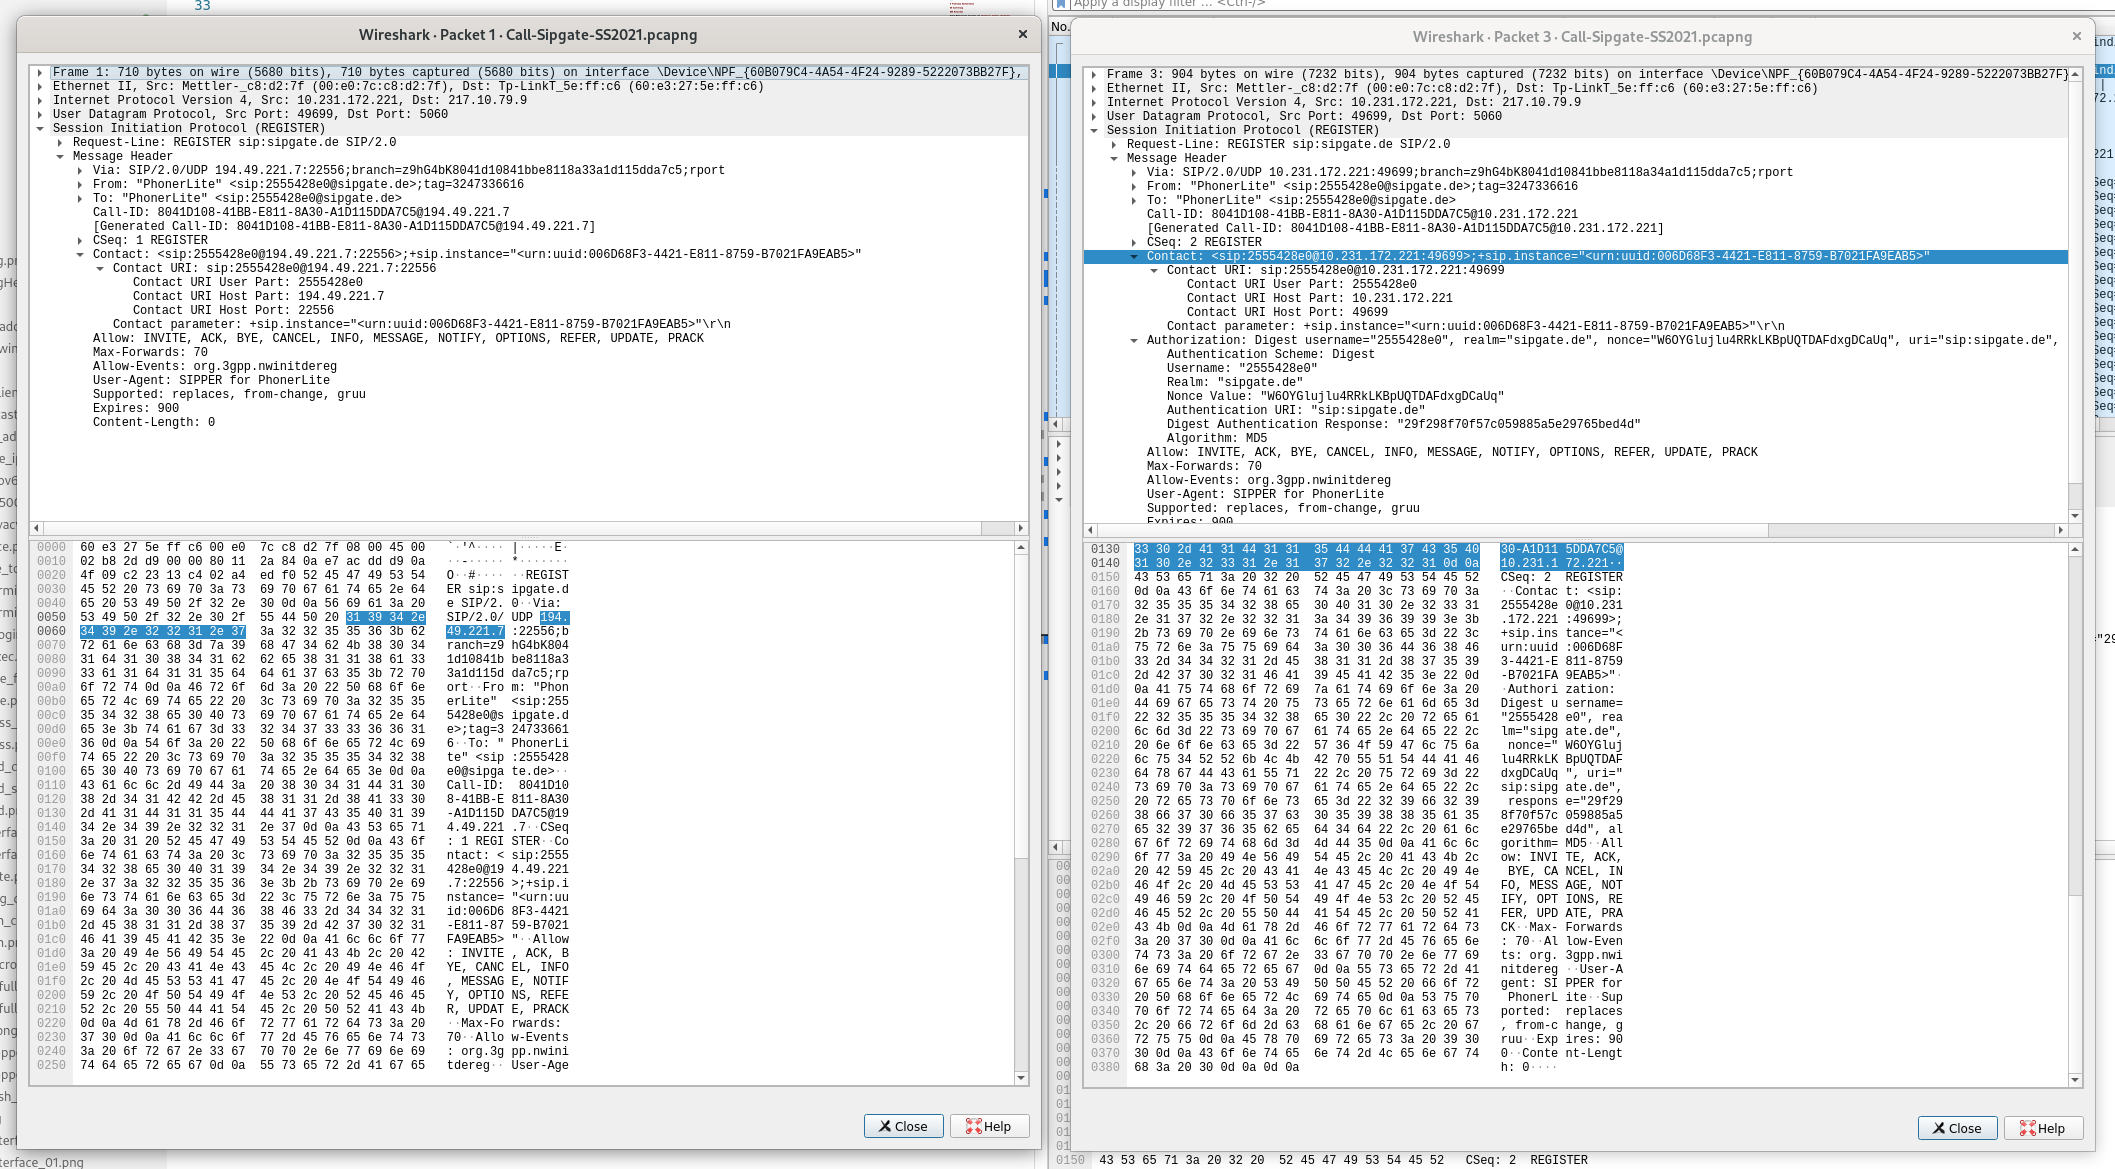 33
Apply a display filter ... <Ctrl-/>
No.
Wireshark · Packet 1 · Call-Sipgate-SS2021.pcapng
Frame 1: 710 bytes on wire (5680 bits), 710 bytes captured (5680 bits) on interface \Device\NPF_{60B079C4-4A54-4F24-9289-5222073BB27F},
Ethernet II, Src: Mettler-_c8:d2:7f (00:e0:7c:c8:d2:7f), Dst: Tp-LinkT_5e:ff:c6 (60:e3:27:5e:ff:c6)
Internet Protocol Version 4, Src: 10.231.172.221, Dst: 217.10.79.9
User Datagram Protocol, Src Port: 49699, Dst Port: 5060
Session Initiation Protocol (REGISTER)
Request-Line: REGISTER sip:sipgate.de SIP/2.0
Message Header
Via: SIP/2.0/UDP 194.49.221.7:22556;branch=z9hG4bK8041d10841bbe8118a33a1d115dda7c5;rport
From: "PhonerLite" <sip:2555428e0@sipgate.de>;tag=3247336616
To: "PhonerLite" <sip:2555428e0@sipgate.de>
Call-ID: 8041D108-41BB-E811-8A30-A1D115DDA7C5@194.49.221.7
[Generated Call-ID: 8041D108-41BB-E811-8A30-A1D115DDA7C5@194.49.221.7]
CSeq: 1 REGISTER
Contact: <sip:2555428e0@194.49.221.7:22556>;+sip.instance="<urn:uuid:006D68F3-4421-E811-8759-B7021FA9EAB5>"
Contact URI: sip:2555428e0@194.49.221.7:22556
Contact URI User Part: 2555428e0
Contact URI Host Part: 194.49.221.7
Contact URI Host Port: 22556
Contact parameter: +sip.instance="<urn:uuid:006D68F3-4421-E811-8759-B7021FA9EAB5>"\r\n
Allow: INVITE, ACK, BYE, CANCEL, INFO, MESSAGE, NOTIFY, OPTIONS, REFER, UPDATE, PRACK
Max-Forwards: 70
Allow-Events: org.3gpp.nwinitdereg
User-Agent: SIPPER for PhonerLite
Supported: replaces, from-change, gruu
Expires: 900
Content-Length: 0
0000 60 e3 27 5e ff c6 00 e0 7c c8 d2 7f 08 00 45 00 `·'^···· |·····E·
0010 02 b8 2d d9 00 00 80 11 2a 84 0a e7 ac dd d9 0a ··-····· *·······
0020 4f 09 c2 23 13 c4 02 a4 ed f0 52 45 47 49 53 54 O··#···· ··REGIST
0030 45 52 20 73 69 70 3a 73 69 70 67 61 74 65 2e 64 ER sip:s ipgate.d
0040 65 20 53 49 50 2f 32 2e 30 0d 0a 56 69 61 3a 20 e SIP/2. 0··Via:
0050 53 49 50 2f 32 2e 30 2f 55 44 50 20 31 39 34 2e SIP/2.0/ UDP 194.
0060 34 39 2e 32 32 31 2e 37 3a 32 32 35 35 36 3b 62 49.221.7 :22556;b
0070 72 61 6e 63 68 3d 7a 39 68 47 34 62 4b 38 30 34 ranch=z9 hG4bK804
0080 31 64 31 30 38 34 31 62 62 65 38 31 31 38 61 33 1d10841b be8118a3
0090 33 61 31 64 31 31 35 64 64 61 37 63 35 3b 72 70 3a1d115d da7c5;rp
00a0 6f 72 74 0d 0a 46 72 6f 6d 3a 20 22 50 68 6f 6e ort··Fro m: "Phon
00b0 65 72 4c 69 74 65 22 20 3c 73 69 70 3a 32 35 35 erLite" <sip:255
00c0 35 34 32 38 65 30 40 73 69 70 67 61 74 65 2e 64 5428e0@s ipgate.d
00d0 65 3e 3b 74 61 67 3d 33 32 34 37 33 33 36 36 31 e>;tag=3 24733661
00e0 36 0d 0a 54 6f 3a 20 22 50 68 6f 6e 65 72 4c 69 6··To: " PhonerLi
00f0 74 65 22 20 3c 73 69 70 3a 32 35 35 35 34 32 38 te" <sip :2555428
0100 65 30 40 73 69 70 67 61 74 65 2e 64 65 3e 0d 0a e0@sipga te.de>··
0110 43 61 6c 6c 2d 49 44 3a 20 38 30 34 31 44 31 30 Call-ID: 8041D10
0120 38 2d 34 31 42 42 2d 45 38 31 31 2d 38 41 33 30 8-41BB-E 811-8A30
0130 2d 41 31 44 31 31 35 44 44 41 37 43 35 40 31 39 -A1D115D DA7C5@19
0140 34 2e 34 39 2e 32 32 31 2e 37 0d 0a 43 53 65 71 4.49.221 .7··CSeq
0150 3a 20 31 20 52 45 47 49 53 54 45 52 0d 0a 43 6f : 1 REGI STER··Co
0160 6e 74 61 63 74 3a 20 3c 73 69 70 3a 32 35 35 35 ntact: < sip:2555
0170 34 32 38 65 30 40 31 39 34 2e 34 39 2e 32 32 31 428e0@19 4.49.221
0180 2e 37 3a 32 32 35 35 36 3e 3b 2b 73 69 70 2e 69 .7:22556 >;+sip.i
0190 6e 73 74 61 6e 63 65 3d 22 3c 75 72 6e 3a 75 75 nstance= "<urn:uu
01a0 69 64 3a 30 30 36 44 36 38 46 33 2d 34 34 32 31 id:006D6 8F3-4421
01b0 2d 45 38 31 31 2d 38 37 35 39 2d 42 37 30 32 31 -E811-87 59-B7021
01c0 46 41 39 45 41 42 35 3e 22 0d 0a 41 6c 6c 6f 77 FA9EAB5> "··Allow
01d0 3a 20 49 4e 56 49 54 45 2c 20 41 43 4b 2c 20 42 : INVITE , ACK, B
01e0 59 45 2c 20 43 41 4e 43 45 4c 2c 20 49 4e 46 4f YE, CANC EL, INFO
01f0 2c 20 4d 45 53 53 41 47 45 2c 20 4e 4f 54 49 46 , MESSAG E, NOTIF
0200 59 2c 20 4f 50 54 49 4f 4e 53 2c 20 52 45 46 45 Y, OPTIO NS, REFE
0210 52 2c 20 55 50 44 41 54 45 2c 20 50 52 41 43 4b R, UPDAT E, PRACK
0220 0d 0a 4d 61 78 2d 46 6f 72 77 61 72 64 73 3a 20 ··Max-Fo rwards:
0230 37 30 0d 0a 41 6c 6c 6f 77 2d 45 76 65 6e 74 73 70··Allo w-Events
0240 3a 20 6f 72 67 2e 33 67 70 70 2e 6e 77 69 6e 69 : org.3g pp.nwini
0250 74 64 65 72 65 67 0d 0a 55 73 65 72 2d 41 67 65 tdereg·· User-Age
Close
Help
Wireshark · Packet 3 · Call-Sipgate-SS2021.pcapng
Frame 3: 904 bytes on wire (7232 bits), 904 bytes captured (7232 bits) on interface \Device\NPF_{60B079C4-4A54-4F24-9289-5222073BB27F}
Ethernet II, Src: Mettler-_c8:d2:7f (00:e0:7c:c8:d2:7f), Dst: Tp-LinkT_5e:ff:c6 (60:e3:27:5e:ff:c6)
Internet Protocol Version 4, Src: 10.231.172.221, Dst: 217.10.79.9
User Datagram Protocol, Src Port: 49699, Dst Port: 5060
Session Initiation Protocol (REGISTER)
Request-Line: REGISTER sip:sipgate.de SIP/2.0
Message Header
Via: SIP/2.0/UDP 10.231.172.221:49699;branch=z9hG4bK8041d10841bbe8118a34a1d115dda7c5;rport
From: "PhonerLite" <sip:2555428e0@sipgate.de>;tag=3247336616
To: "PhonerLite" <sip:2555428e0@sipgate.de>
Call-ID: 8041D108-41BB-E811-8A30-A1D115DDA7C5@10.231.172.221
[Generated Call-ID: 8041D108-41BB-E811-8A30-A1D115DDA7C5@10.231.172.221]
CSeq: 2 REGISTER
Contact: <sip:2555428e0@10.231.172.221:49699>;+sip.instance="<urn:uuid:006D68F3-4421-E811-8759-B7021FA9EAB5>"
Contact URI: sip:2555428e0@10.231.172.221:49699
Contact URI User Part: 2555428e0
Contact URI Host Part: 10.231.172.221
Contact URI Host Port: 49699
Contact parameter: +sip.instance="<urn:uuid:006D68F3-4421-E811-8759-B7021FA9EAB5>"\r\n
Authorization: Digest username="2555428e0", realm="sipgate.de", nonce="W6OYGlujlu4RRkLKBpUQTDAFdxgDCaUq", uri="sip:sipgate.de",
Authentication Scheme: Digest
Username: "2555428e0"
Realm: "sipgate.de"
Nonce Value: "W6OYGlujlu4RRkLKBpUQTDAFdxgDCaUq"
Authentication URI: "sip:sipgate.de"
Digest Authentication Response: "29f298f70f57c059885a5e29765bed4d"
Algorithm: MD5
Allow: INVITE, ACK, BYE, CANCEL, INFO, MESSAGE, NOTIFY, OPTIONS, REFER, UPDATE, PRACK
Max-Forwards: 70
Allow-Events: org.3gpp.nwinitdereg
User-Agent: SIPPER for PhonerLite
Supported: replaces, from-change, gruu
Expires: 900
0130 33 30 2d 41 31 44 31 31 35 44 44 41 37 43 35 40 30-A1D11 5DDA7C5@
0140 31 30 2e 32 33 31 2e 31 37 32 2e 32 32 31 0d 0a 10.231.1 72.221··
0150 43 53 65 71 3a 20 32 20 52 45 47 49 53 54 45 52 CSeq: 2 REGISTER
0160 0d 0a 43 6f 6e 74 61 63 74 3a 20 3c 73 69 70 3a ··Contac t: <sip:
0170 32 35 35 35 34 32 38 65 30 40 31 30 2e 32 33 31 2555428e 0@10.231
0180 2e 31 37 32 2e 32 32 31 3a 34 39 36 39 39 3e 3b .172.221 :49699>;
0190 2b 73 69 70 2e 69 6e 73 74 61 6e 63 65 3d 22 3c +sip.ins tance="<
01a0 75 72 6e 3a 75 75 69 64 3a 30 30 36 44 36 38 46 urn:uuid :006D68F
01b0 33 2d 34 34 32 31 2d 45 38 31 31 2d 38 37 35 39 3-4421-E 811-8759
01c0 2d 42 37 30 32 31 46 41 39 45 41 42 35 3e 22 0d -B7021FA 9EAB5>"·
01d0 0a 41 75 74 68 6f 72 69 7a 61 74 69 6f 6e 3a 20 ·Authori zation:
01e0 44 69 67 65 73 74 20 75 73 65 72 6e 61 6d 65 3d Digest u sername=
01f0 22 32 35 35 35 34 32 38 65 30 22 2c 20 72 65 61 "2555428 e0", rea
0200 6c 6d 3d 22 73 69 70 67 61 74 65 2e 64 65 22 2c lm="sipg ate.de",
0210 20 6e 6f 6e 63 65 3d 22 57 36 4f 59 47 6c 75 6a nonce=" W6OYGluj
0220 6c 75 34 52 52 6b 4c 4b 42 70 55 51 54 44 41 46 lu4RRkLK BpUQTDAF
0230 64 78 67 44 43 61 55 71 22 2c 20 75 72 69 3d 22 dxgDCaUq ", uri="
0240 73 69 70 3a 73 69 70 67 61 74 65 2e 64 65 22 2c sip:sipg ate.de",
0250 20 72 65 73 70 6f 6e 73 65 3d 22 32 39 66 32 39 respons e="29f29
0260 38 66 37 30 66 35 37 63 30 35 39 38 38 35 61 35 8f70f57c 059885a5
0270 65 32 39 37 36 35 62 65 64 34 64 22 2c 20 61 6c e29765be d4d", al
0280 67 6f 72 69 74 68 6d 3d 4d 44 35 0d 0a 41 6c 6c gorithm= MD5··All
0290 6f 77 3a 20 49 4e 56 49 54 45 2c 20 41 43 4b 2c ow: INVI TE, ACK,
02a0 20 42 59 45 2c 20 43 41 4e 43 45 4c 2c 20 49 4e BYE, CA NCEL, IN
02b0 46 4f 2c 20 4d 45 53 53 41 47 45 2c 20 4e 4f 54 FO, MESS AGE, NOT
02c0 49 46 59 2c 20 4f 50 54 49 4f 4e 53 2c 20 52 45 IFY, OPT IONS, RE
02d0 46 45 52 2c 20 55 50 44 41 54 45 2c 20 50 52 41 FER, UPD ATE, PRA
02e0 43 4b 0d 0a 4d 61 78 2d 46 6f 72 77 61 72 64 73 CK··Max- Forwards
02f0 3a 20 37 30 0d 0a 41 6c 6c 6f 77 2d 45 76 65 6e : 70··Al low-Even
0300 74 73 3a 20 6f 72 67 2e 33 67 70 70 2e 6e 77 69 ts: org. 3gpp.nwi
0310 6e 69 74 64 65 72 65 67 0d 0a 55 73 65 72 2d 41 nitdereg ··User-A
0320 67 65 6e 74 3a 20 53 49 50 50 45 52 20 66 6f 72 gent: SI PPER for
0330 20 50 68 6f 6e 65 72 4c 69 74 65 0d 0a 53 75 70 PhonerL ite··Sup
0340 70 6f 72 74 65 64 3a 20 72 65 70 6c 61 63 65 73 ported: replaces
0350 2c 20 66 72 6f 6d 2d 63 68 61 6e 67 65 2c 20 67 , from-c hange, g
0360 72 75 75 0d 0a 45 78 70 69 72 65 73 3a 20 39 30 ruu··Exp ires: 90
0370 30 0d 0a 43 6f 6e 74 65 6e 74 2d 4c 65 6e 67 74 0··Conte nt-Lengt
0380 68 3a 20 30 0d 0a 0d 0a h: 0····
Close
Help
terface_01.png
0150 43 53 65 71 3a 20 32 20 52 45 47 49 53 54 45 52 CSeq: 2 REGISTER